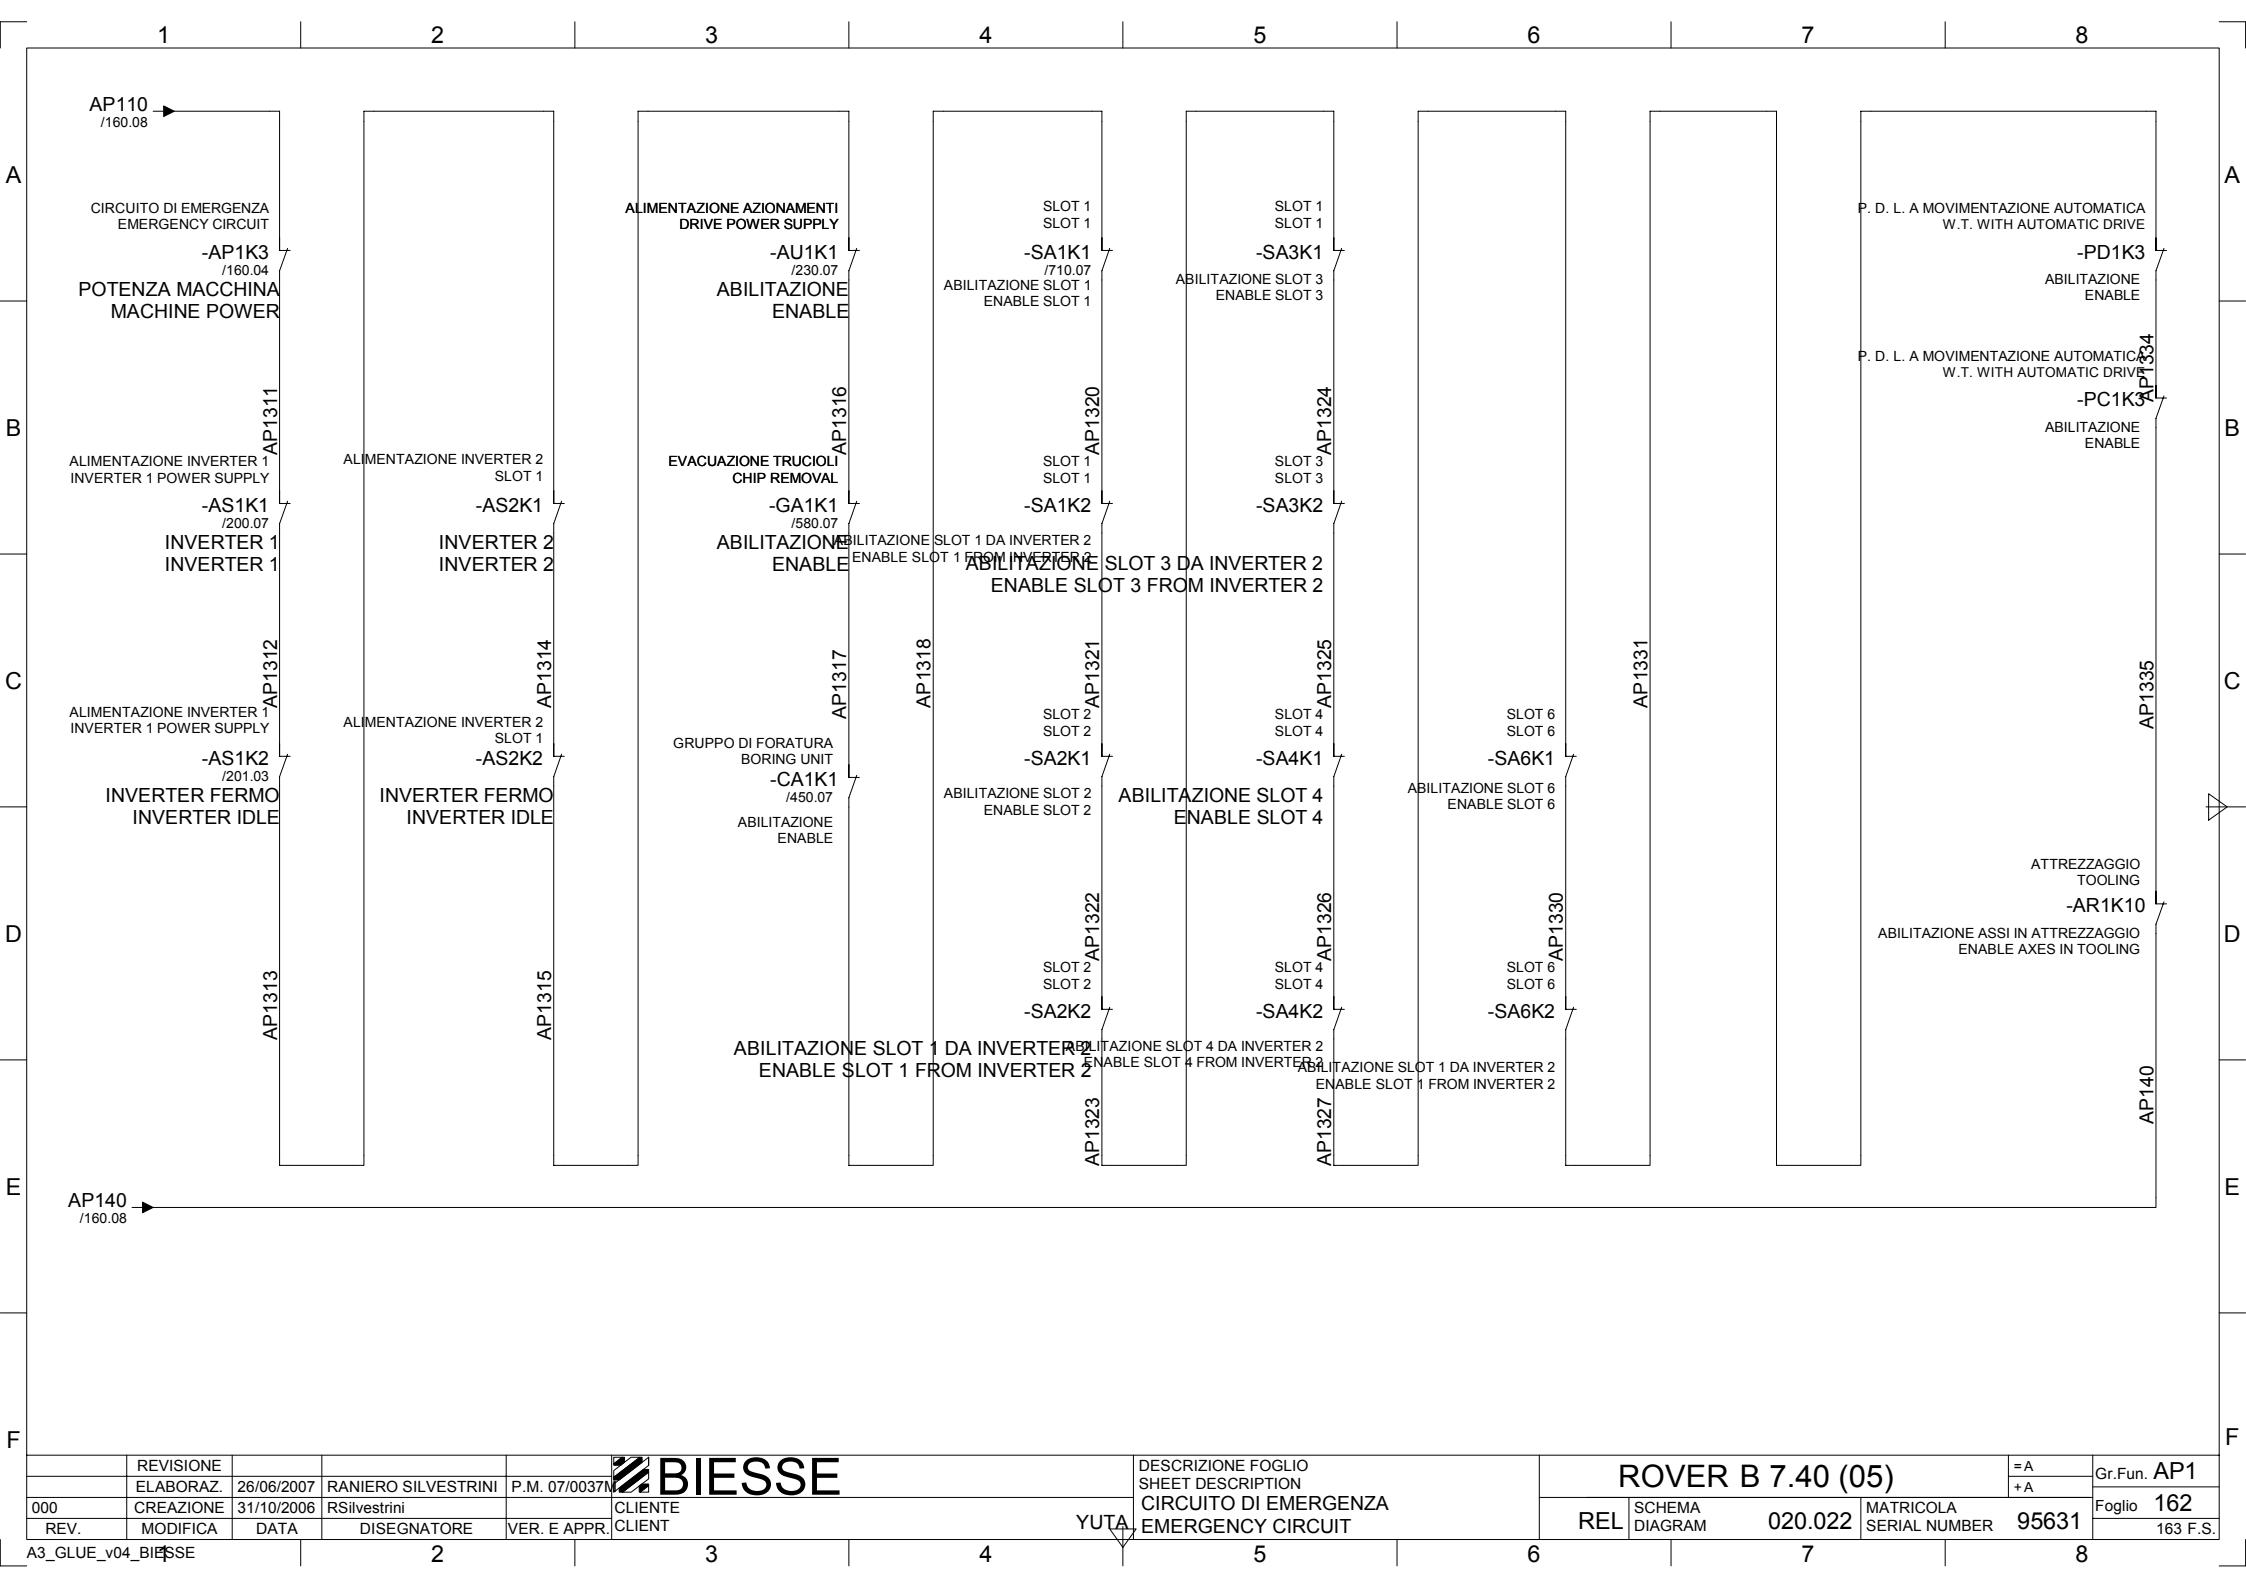 1 2 3 4 5 6 7 8
AP110
/160.08
A
A
CIRCUITO DI EMERGENZA
EMERGENCY CIRCUIT
-AP1K3
/160.04
POTENZA MACCHINA
MACHINE POWER
ALIMENTAZIONE AZIONAMENTI
DRIVE POWER SUPPLY
-AU1K1
/230.07
ABILITAZIONE
ENABLE
SLOT 1
SLOT 1
-SA1K1
/710.07
ABILITAZIONE SLOT 1
ENABLE SLOT 1
SLOT 1
SLOT 1
-SA3K1
ABILITAZIONE SLOT 3
ENABLE SLOT 3
P. D. L. A MOVIMENTAZIONE AUTOMATICA
W.T. WITH AUTOMATIC DRIVE
-PD1K3
ABILITAZIONE
ENABLE
AP1334
P. D. L. A MOVIMENTAZIONE AUTOMATICA
W.T. WITH AUTOMATIC DRIVE
-PC1K3
ABILITAZIONE
ENABLE
B
B
AP1311
AP1316
AP1320
AP1324
ALIMENTAZIONE INVERTER 1
INVERTER 1 POWER SUPPLY
-AS1K1
/200.07
INVERTER 1
INVERTER 1
ALIMENTAZIONE INVERTER 2
SLOT 1
-AS2K1
INVERTER 2
INVERTER 2
EVACUAZIONE TRUCIOLI
CHIP REMOVAL
-GA1K1
/580.07
ABILITAZIONE
ENABLE
SLOT 1
SLOT 1
-SA1K2
ABILITAZIONE SLOT 1 DA INVERTER 2
ENABLE SLOT 1 FROM INVERTER 2
SLOT 3
SLOT 3
-SA3K2
ABILITAZIONE SLOT 3 DA INVERTER 2
ENABLE SLOT 3 FROM INVERTER 2
C
C
AP1312
AP1314
AP1317
AP1318
AP1321
AP1325
AP1331
AP1335
ALIMENTAZIONE INVERTER 1
INVERTER 1 POWER SUPPLY
-AS1K2
/201.03
INVERTER FERMO
INVERTER IDLE
ALIMENTAZIONE INVERTER 2
SLOT 1
-AS2K2
INVERTER FERMO
INVERTER IDLE
GRUPPO DI FORATURA
BORING UNIT
-CA1K1
/450.07
ABILITAZIONE
ENABLE
SLOT 2
SLOT 2
-SA2K1
ABILITAZIONE SLOT 2
ENABLE SLOT 2
SLOT 4
SLOT 4
-SA4K1
ABILITAZIONE SLOT 4
ENABLE SLOT 4
SLOT 6
SLOT 6
-SA6K1
ABILITAZIONE SLOT 6
ENABLE SLOT 6
ATTREZZAGGIO
TOOLING
-AR1K10
ABILITAZIONE ASSI IN ATTREZZAGGIO
ENABLE AXES IN TOOLING
D
D
AP1313
AP1315
AP1322
AP1326
AP1330
SLOT 2
SLOT 2
-SA2K2
ABILITAZIONE SLOT 1 DA INVERTER 2
ENABLE SLOT 1 FROM INVERTER 2
SLOT 4
SLOT 4
-SA4K2
ABILITAZIONE SLOT 4 DA INVERTER 2
ENABLE SLOT 4 FROM INVERTER 2
SLOT 6
SLOT 6
-SA6K2
ABILITAZIONE SLOT 1 DA INVERTER 2
ENABLE SLOT 1 FROM INVERTER 2
AP1323
AP1327
AP140
E
E
AP140
/160.08
F
F
REVISIONE
ELABORAZ. 26/06/2007 RANIERO SILVESTRINI P.M. 07/0037M
000 CREAZIONE 31/10/2006 RSilvestrini
REV. MODIFICA DATA DISEGNATORE VER. E APPR.
BIESSE
CLIENTE
CLIENT
YUTA
DESCRIZIONE FOGLIO
SHEET DESCRIPTION
CIRCUITO DI EMERGENZA
EMERGENCY CIRCUIT
ROVER B 7.40 (05)
REL
SCHEMA
DIAGRAM
020.022
MATRICOLA
SERIAL NUMBER
95631
= A
+ A
Gr.Fun. AP1
Foglio 162
163 F.S.
A3_GLUE_v04_BIESSE
1 2 3 4 5 6 7 8